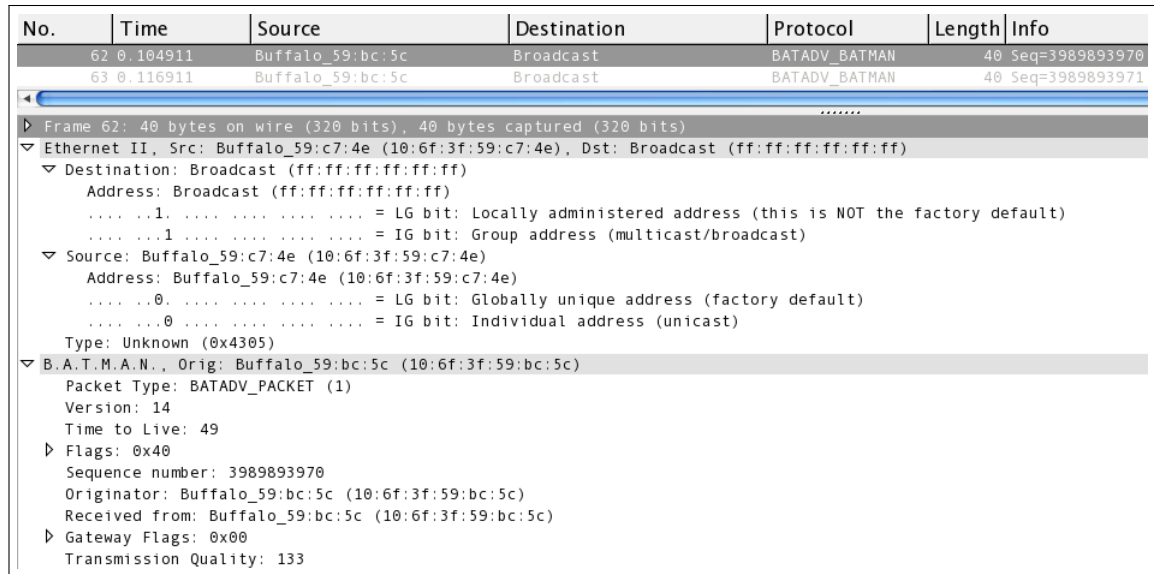 No. Time Source Destination Protocol Length Info
62 0.104911 Buffalo_59:bc:5c Broadcast BATADV_BATMAN 40 Seq=3989893970
63 0.116911 Buffalo_59:bc:5c Broadcast BATADV_BATMAN 40 Seq=3989893971
Frame 62: 40 bytes on wire (320 bits), 40 bytes captured (320 bits)
Ethernet II, Src: Buffalo_59:c7:4e (10:6f:3f:59:c7:4e), Dst: Broadcast (ff:ff:ff:ff:ff:ff)
Destination: Broadcast (ff:ff:ff:ff:ff:ff)
Address: Broadcast (ff:ff:ff:ff:ff:ff)
.... ..1. .... .... .... .... = LG bit: Locally administered address (this is NOT the factory default)
.... ...1 .... .... .... .... = IG bit: Group address (multicast/broadcast)
Source: Buffalo_59:c7:4e (10:6f:3f:59:c7:4e)
Address: Buffalo_59:c7:4e (10:6f:3f:59:c7:4e)
.... ..0. .... .... .... .... = LG bit: Globally unique address (factory default)
.... ...0 .... .... .... .... = IG bit: Individual address (unicast)
Type: Unknown (0x4305)
B.A.T.M.A.N., Orig: Buffalo_59:bc:5c (10:6f:3f:59:bc:5c)
Packet Type: BATADV_PACKET (1)
Version: 14
Time to Live: 49
Flags: 0x40
Sequence number: 3989893970
Originator: Buffalo_59:bc:5c (10:6f:3f:59:bc:5c)
Received from: Buffalo_59:bc:5c (10:6f:3f:59:bc:5c)
Gateway Flags: 0x00
Transmission Quality: 133